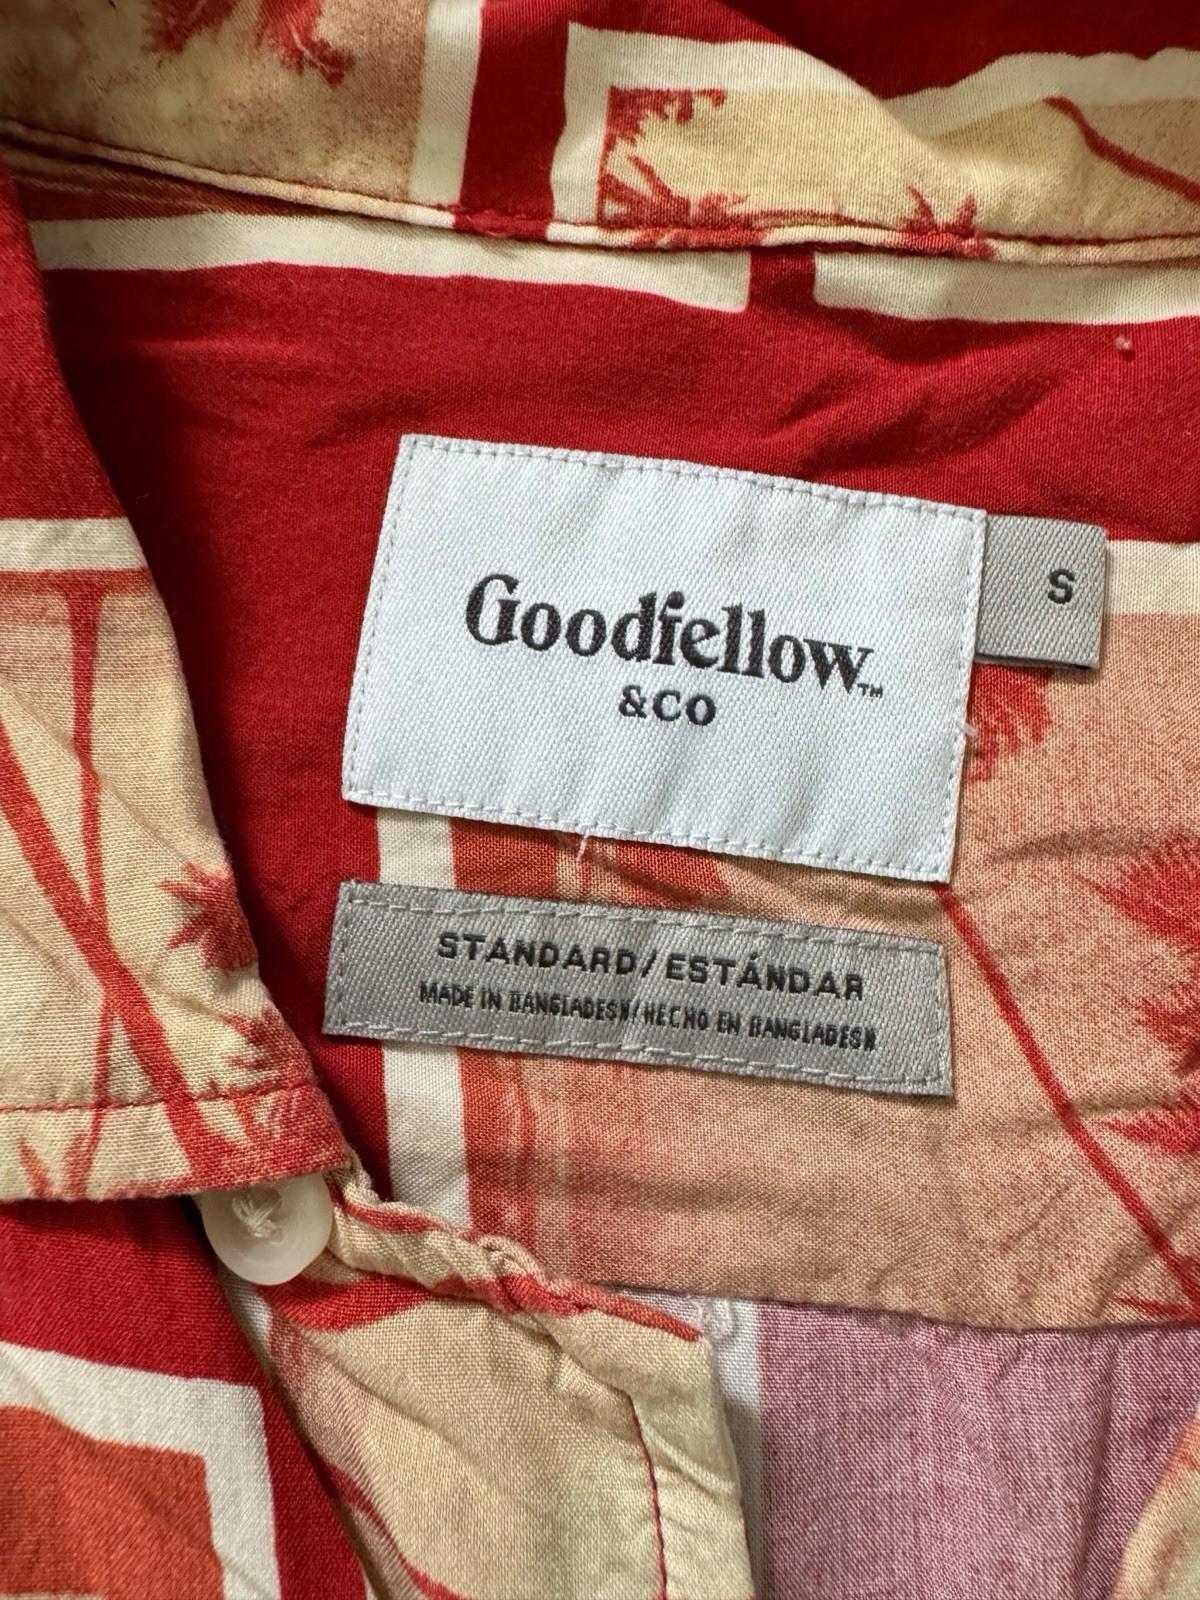 Goodfellow™
&CO
S
STANDARD/ESTÁNDAR
MADE IN BANGLADESH/HECHO EN BANGLADESH